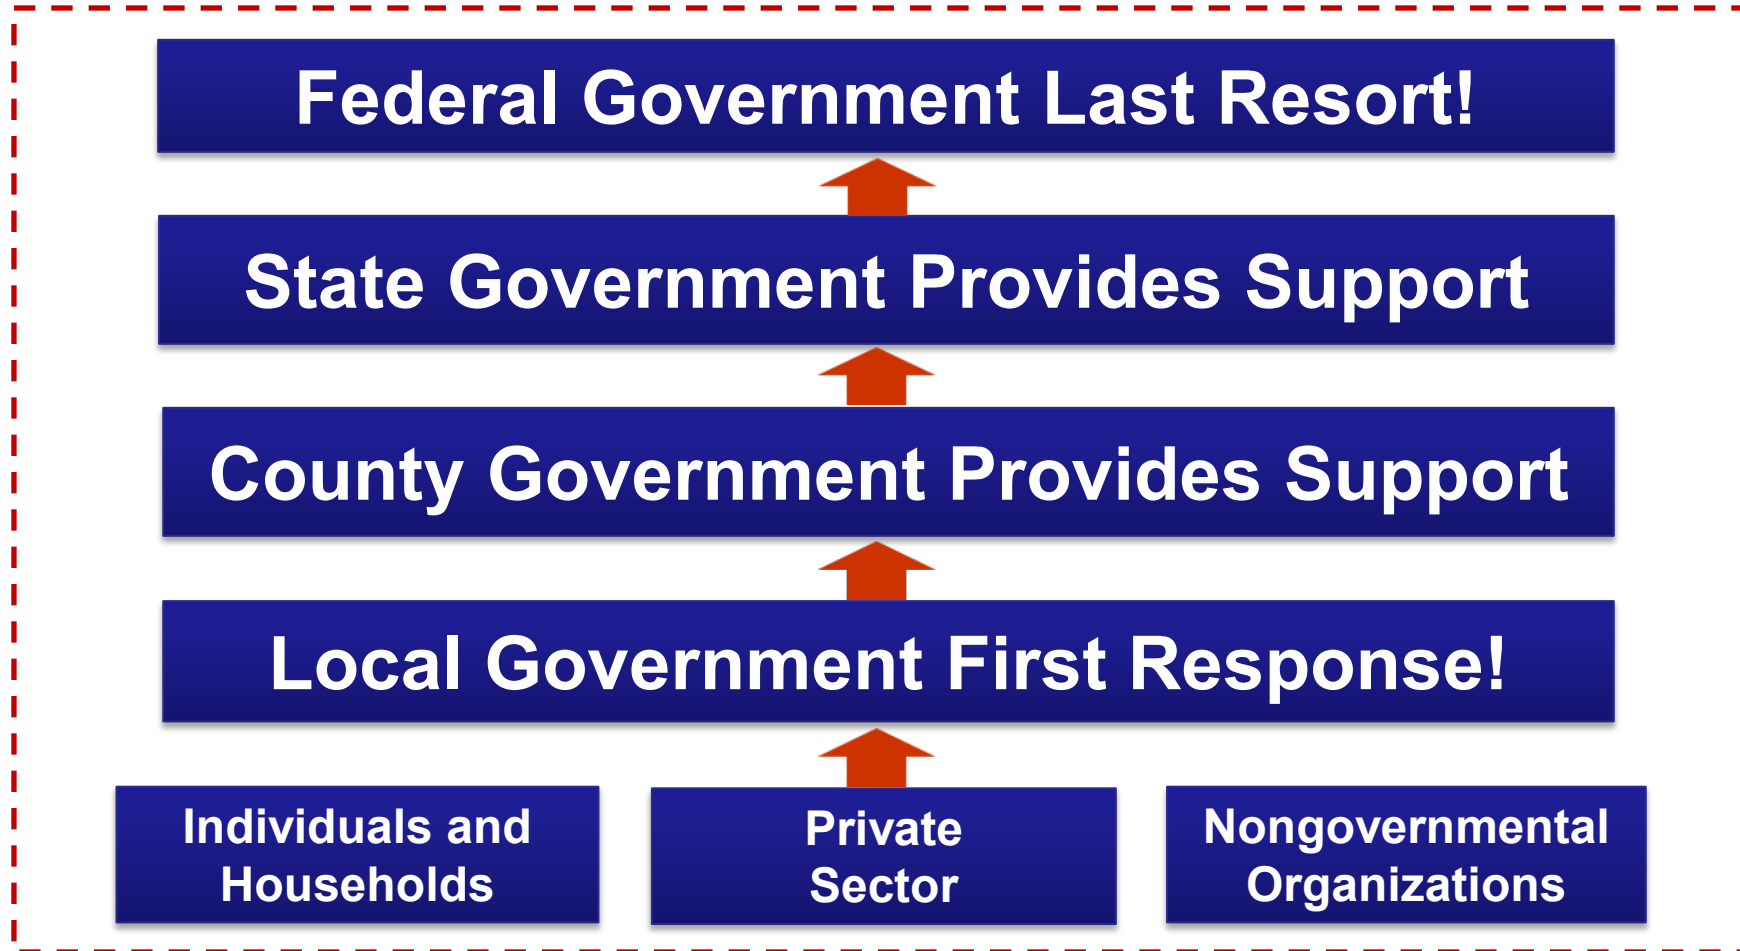 Federal Government Last Resort!
State Government Provides Support
County Government Provides Support
Local Government First Response!
Individuals and
Households
Private
Sector
Nongovernmental
Organizations